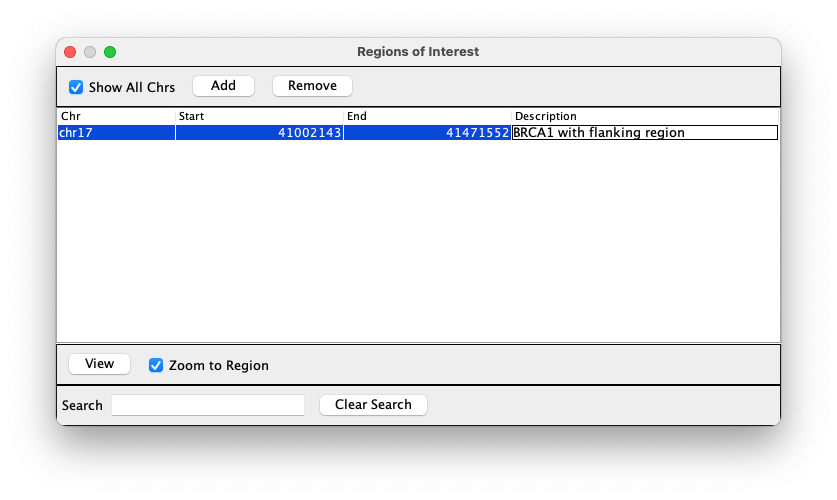 Regions of Interest
Show All Chrs Add Remove
Chr Start End Description
chr17 41002143 41471552 BRCA1 with flanking region
View Zoom to Region
Search Clear Search